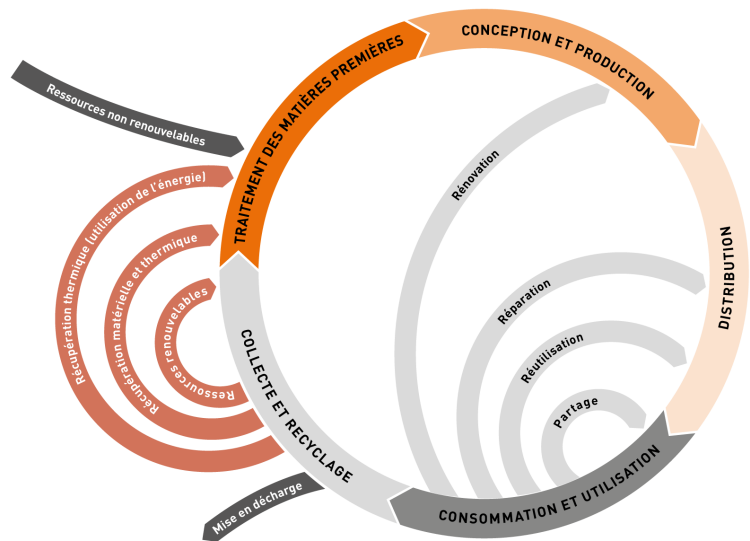 CONCEPTION ET PRODUCTION
TRAITEMENT DES MATIÈRES PREMIÈRES
Ressources non renouvelables
Rénovation
Récupération thermique (utilisation de l'énergie)
Récupération matérielle et thermique
Ressources renouvelables
DISTRIBUTION
Réparation
Réutilisation
Partage
COLLECTE ET RECYCLAGE
CONSOMMATION ET UTILISATION
Mise en décharge